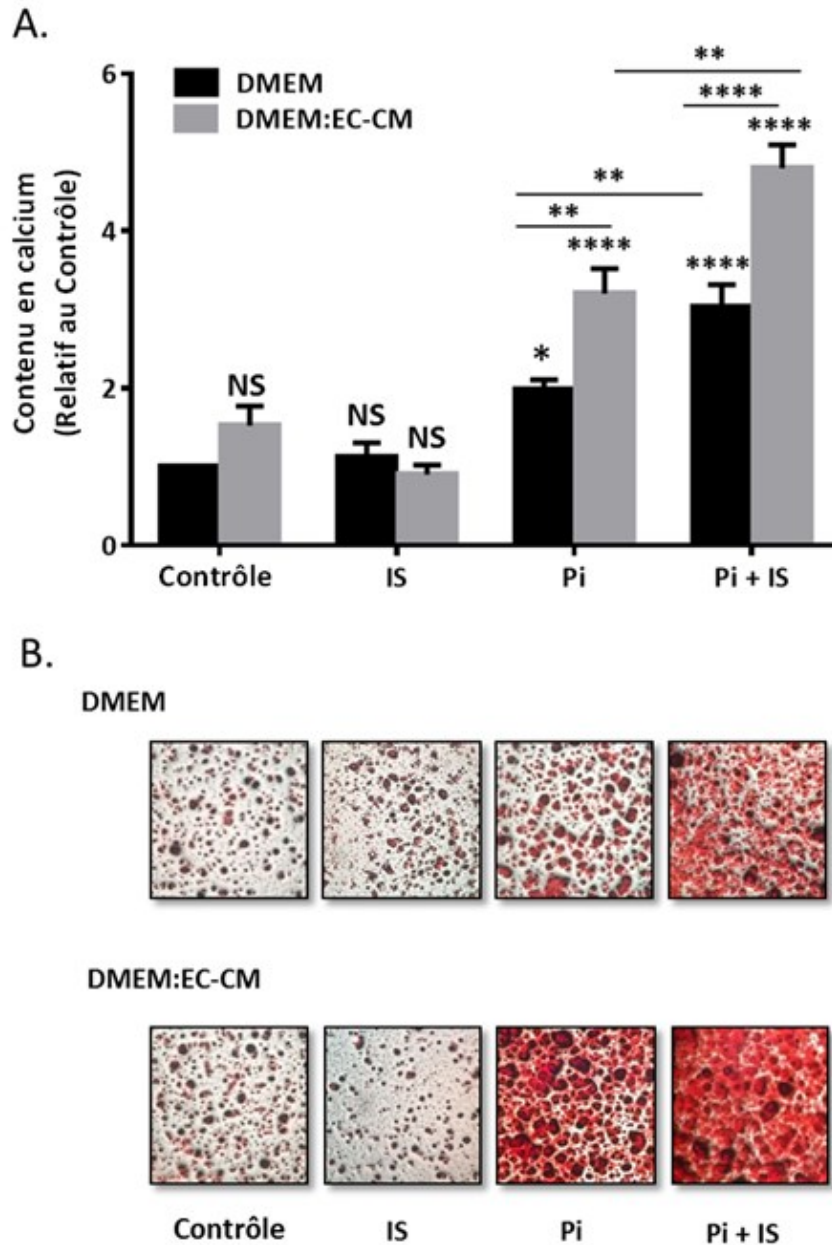 A.
Contenu en calcium
(Relatif au Contrôle)
6
4
2
0
DMEM
DMEM:EC-CM
**
****
****
**
**
****
****
*
NS
NS
NS
Contrôle IS Pi Pi + IS
B.
DMEM
DMEM:EC-CM
Contrôle IS Pi Pi + IS